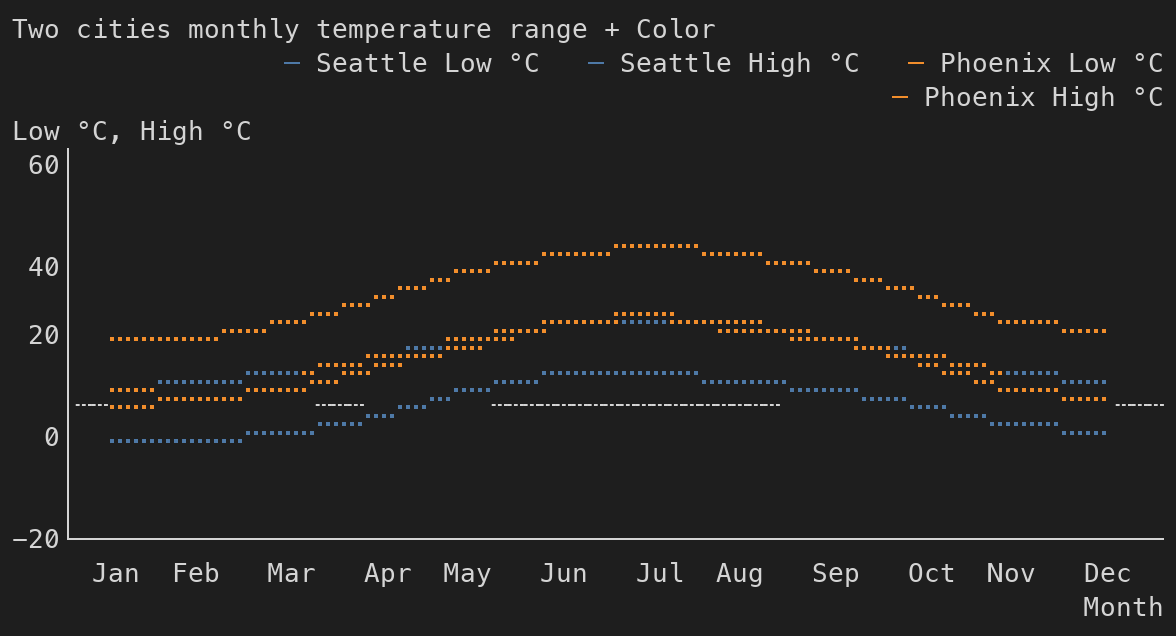 Two cities monthly temperature range + Color
Seattle Low °C Seattle High °C Phoenix Low °C
Phoenix High °C
Low °C, High °C
60
40
20
0
−20
Jan Feb Mar Apr May Jun Jul Aug Sep Oct Nov Dec
Month